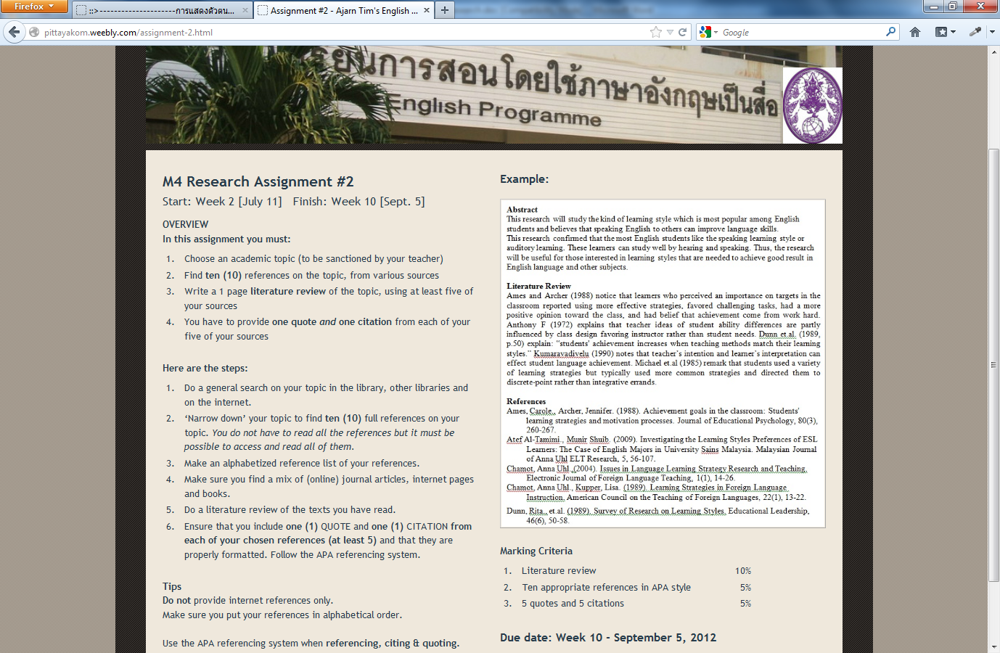 Firefox
::>---------------------การแสดงตัวตน...
Assignment #2 - Ajarn Tim's English ...
pittayakom.weebly.com/assignment-2.html
Google
รียนการสอนโดยใช้ภาษาอังกฤษเป็นสื่อ
English Programme
M4 Research Assignment #2
Start: Week 2 [July 11] Finish: Week 10 [Sept. 5]
OVERVIEW
In this assignment you must:
1. Choose an academic topic (to be sanctioned by your teacher)
2. Find ten (10) references on the topic, from various sources
3. Write a 1 page literature review of the topic, using at least five of
your sources
4. You have to provide one quote and one citation from each of your
five of your sources
Here are the steps:
1. Do a general search on your topic in the library, other libraries and
on the internet.
2. ‘Narrow down’ your topic to find ten (10) full references on your
topic. You do not have to read all the references but it must be
possible to access and read all of them.
3. Make an alphabetized reference list of your references.
4. Make sure you find a mix of (online) journal articles, internet pages
and books.
5. Do a literature review of the texts you have read.
6. Ensure that you include one (1) QUOTE and one (1) CITATION from
each of your chosen references (at least 5) and that they are
properly formatted. Follow the APA referencing system.
Tips
Do not provide internet references only.
Make sure you put your references in alphabetical order.
Use the APA referencing system when referencing, citing & quoting.
Example:
Abstract
This research will study the kind of learning style which is most popular among English
students and believes that speaking English to others can improve language skills.
This research confirmed that the most English students like the speaking learning style or
auditory learning. These learners can study well by hearing and speaking. Thus, the research
will be useful for those interested in learning styles that are needed to achieve good result in
English language and other subjects.
Literature Review
Ames and Archer (1988) notice that learners who perceived an importance on targets in the
classroom reported using more effective strategies, favored challenging tasks, had a more
positive opinion toward the class, and had belief that achievement come from work hard.
Anthony F (1972) explains that teacher ideas of student ability differences are partly
influenced by class design favoring instructor rather than student needs. Dunn et.al. (1989,
p.50) explain: “students' achievement increases when teaching methods match their learning
styles.” Kumaravadivelu (1990) notes that teacher’s intention and learner’s interpretation can
effect student language achievement. Michael et.al (1985) remark that students used a variety
of learning strategies but typically used more common strategies and directed them to
discrete-point rather than integrative errands.
References
Ames, Carole., Archer, Jennifer. (1988). Achievement goals in the classroom: Students'
learning strategies and motivation processes. Journal of Educational Psychology, 80(3),
260-267.
Atef Al-Tamimi., Munir Shuib. (2009). Investigating the Learning Styles Preferences of ESL
Learners: The Case of English Majors in University Sains Malaysia. Malaysian Journal
of Anna Uhl ELT Research, 5, 56-107.
Chamot, Anna Uhl.,(2004). Issues in Language Learning Strategy Research and Teaching.
Electronic Journal of Foreign Language Teaching, 1(1), 14-26.
Chamot, Anna Uhl., Kupper, Lisa. (1989). Learning Strategies in Foreign Language
Instruction. American Council on the Teaching of Foreign Languages, 22(1), 13-22.
Dunn, Rita., et.al. (1989). Survey of Research on Learning Styles. Educational Leadership,
46(6), 50-58.
Marking Criteria
1. Literature review 10%
2. Ten appropriate references in APA style 5%
3. 5 quotes and 5 citations 5%
Due date: Week 10 - September 5, 2012